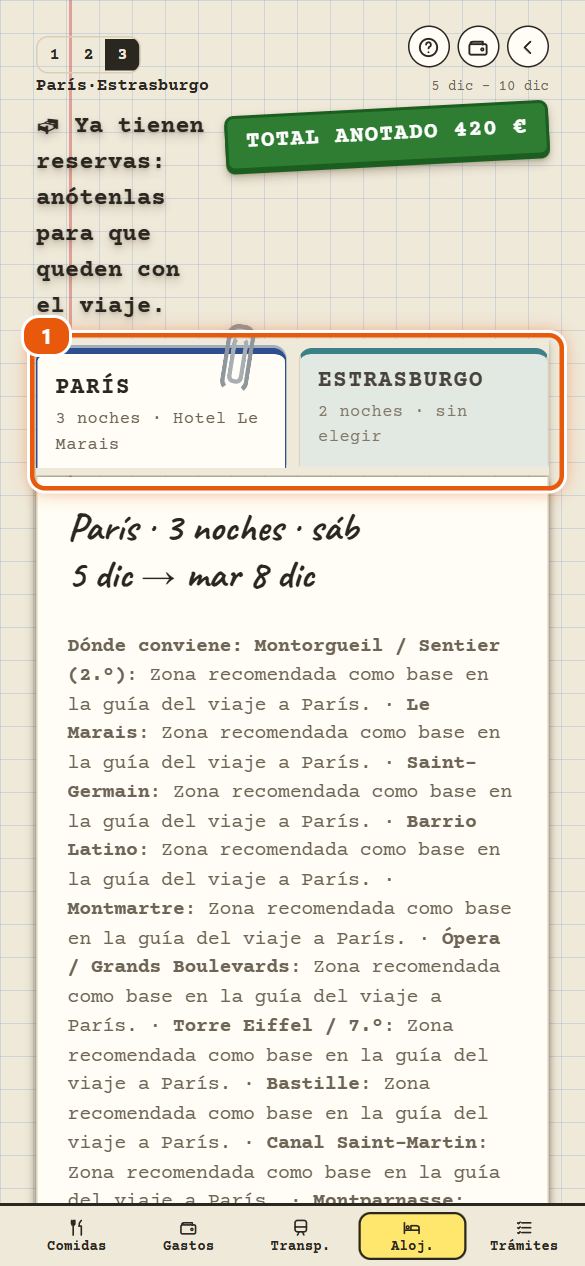 1 2 3
París·Estrasburgo
5 dic – 10 dic
Ya tienen
reservas:
anótenlas
para que
queden con
el viaje.
TOTAL ANOTADO 420 €
1
PARÍS
3 noches · Hotel Le
Marais
ESTRASBURGO
2 noches · sin
elegir
París · 3 noches · sáb
5 dic → mar 8 dic
Dónde conviene: Montorgueil / Sentier
(2.º): Zona recomendada como base en
la guía del viaje a París. · Le
Marais: Zona recomendada como base en
la guía del viaje a París. · Saint-
Germain: Zona recomendada como base en
la guía del viaje a París. · Barrio
Latino: Zona recomendada como base en
la guía del viaje a París. ·
Montmartre: Zona recomendada como base
en la guía del viaje a París. · Ópera
/ Grands Boulevards: Zona recomendada
como base en la guía del viaje a
París. · Torre Eiffel / 7.º: Zona
recomendada como base en la guía del
viaje a París. · Bastille: Zona
recomendada como base en la guía del
viaje a París. · Canal Saint-Martin:
Zona recomendada como base en la guía
del viaje a París. · Montparnasse:
Comidas
Gastos
Transp.
Aloj.
Trámites